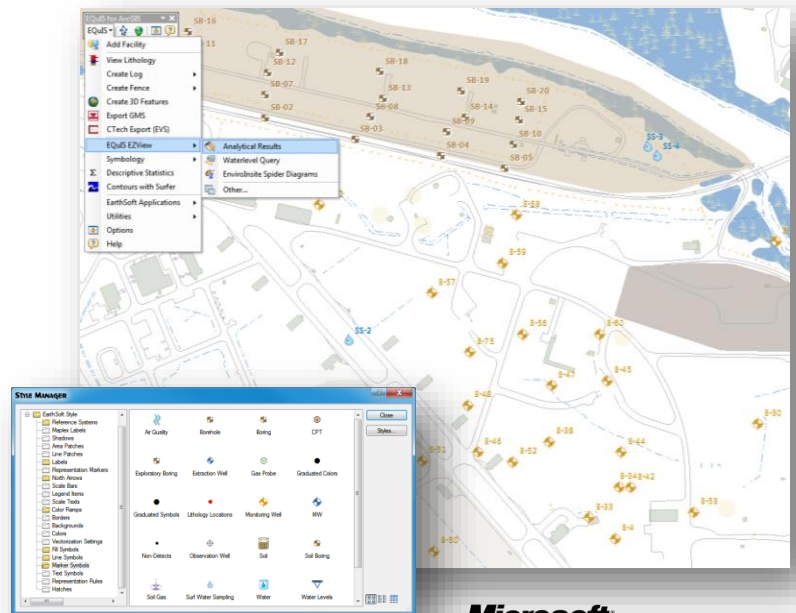 EQuIS for ArcGIS
EQuIS
Add Facility
View Lithology
Create Log
Create Fence
Create 3D Features
Export GMS
CTech Export (EVS)
EQuIS EZView
Symbology
Descriptive Statistics
Contours with Surfer
EarthSoft Applications
Utilities
Options
Help
Analytical Results
Waterlevel Query
EnviroInsite Spider Diagrams
Other...
SB-16
SB-17
SB-12
SB-18
SB-07
SB-13
SB-19
SB-20
SB-02
SB-08
SB-14
SB-15
SB-03
SB-09
SB-10
SB-04
SB-05
SS-3
SS-4
B-58
B-59
B-57
SS-2
B-56
B-60
B-75
B-47
B-45
B-48
B-30
B-46
B-38
B-44
B-51
B-52
B-34
B-42
B-33
B-53
B-4
STYLE MANAGER
EarthSoft Style
Reference Systems
Maplex Labels
Shadows
Area Patches
Line Patches
Labels
Representation Markers
North Arrows
Scale Bars
Legend Items
Scale Texts
Color Ramps
Borders
Backgrounds
Colors
Vectorization Settings
Fill Symbols
Line Symbols
Marker Symbols
Text Symbols
Representation Rules
Hatches
Air Quality
Borehole
Boring
CPT
Exploratory Boring
Extraction Well
Gas Probe
Graduated Colors
Graduated Symbols
Lithology Locations
Monitoring Well
MW
Non Detects
Observation Well
Soil
Soil Boring
Soil Gas
Surf Water Sampling
Water
Water Levels
Close
Styles...
Microsoft